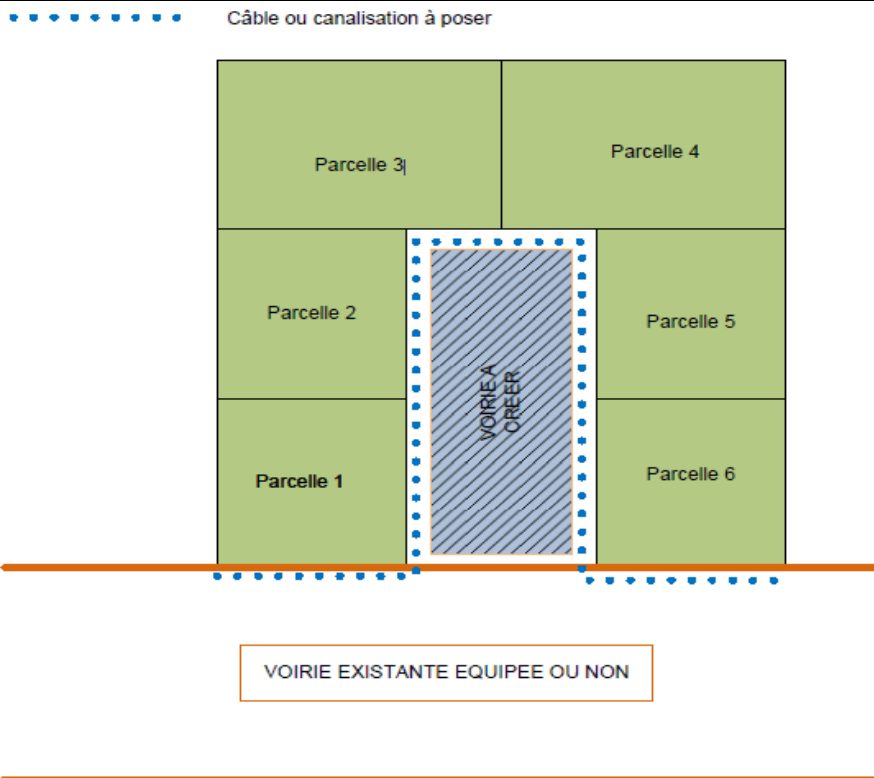 Câble ou canalisation à poser
Parcelle 3
Parcelle 4
Parcelle 2
Parcelle 5
VOIRIE A
CREER
Parcelle 1
Parcelle 6
VOIRIE EXISTANTE EQUIPEE OU NON